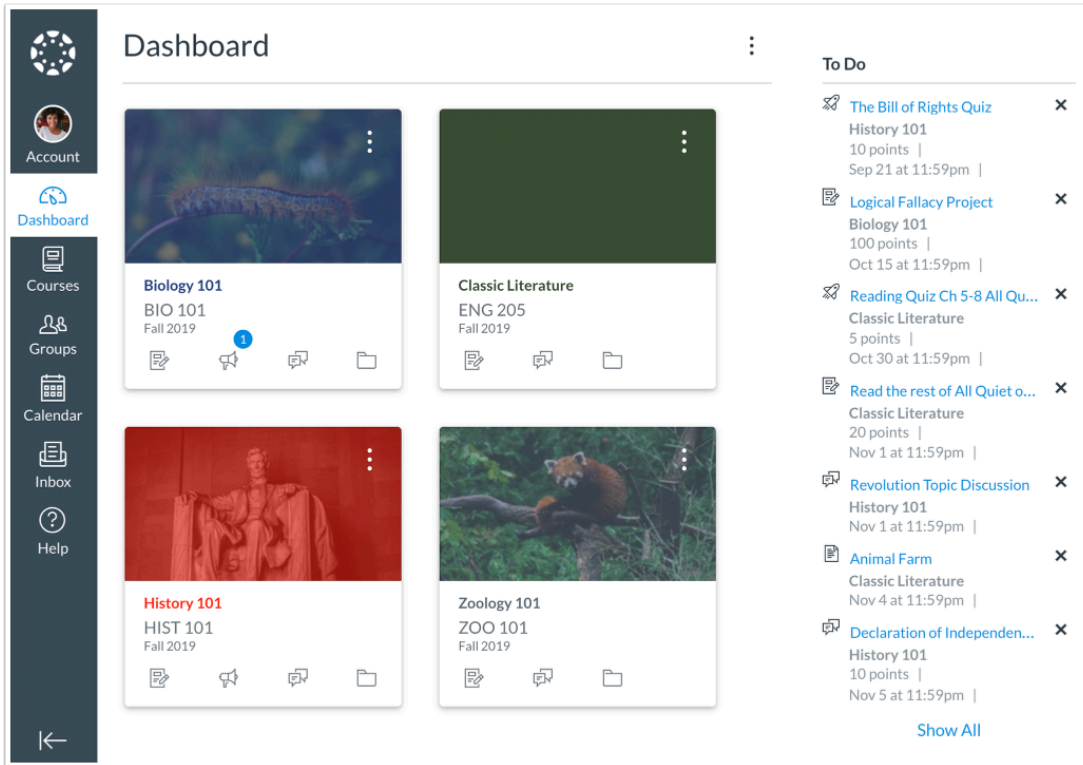 Dashboard
Account
Dashboard
Courses
Groups
Calendar
Inbox
Help
Biology 101
BIO 101
Fall 2019
1
Classic Literature
ENG 205
Fall 2019
History 101
HIST 101
Fall 2019
Zoology 101
ZOO 101
Fall 2019
To Do
The Bill of Rights Quiz
History 101
10 points |
Sep 21 at 11:59pm |
Logical Fallacy Project
Biology 101
100 points |
Oct 15 at 11:59pm |
Reading Quiz Ch 5-8 All Qu...
Classic Literature
5 points |
Oct 30 at 11:59pm |
Read the rest of All Quiet o...
Classic Literature
20 points |
Nov 1 at 11:59pm |
Revolution Topic Discussion
History 101
Nov 1 at 11:59pm |
Animal Farm
Classic Literature
Nov 4 at 11:59pm |
Declaration of Independen...
History 101
10 points |
Nov 5 at 11:59pm |
Show All